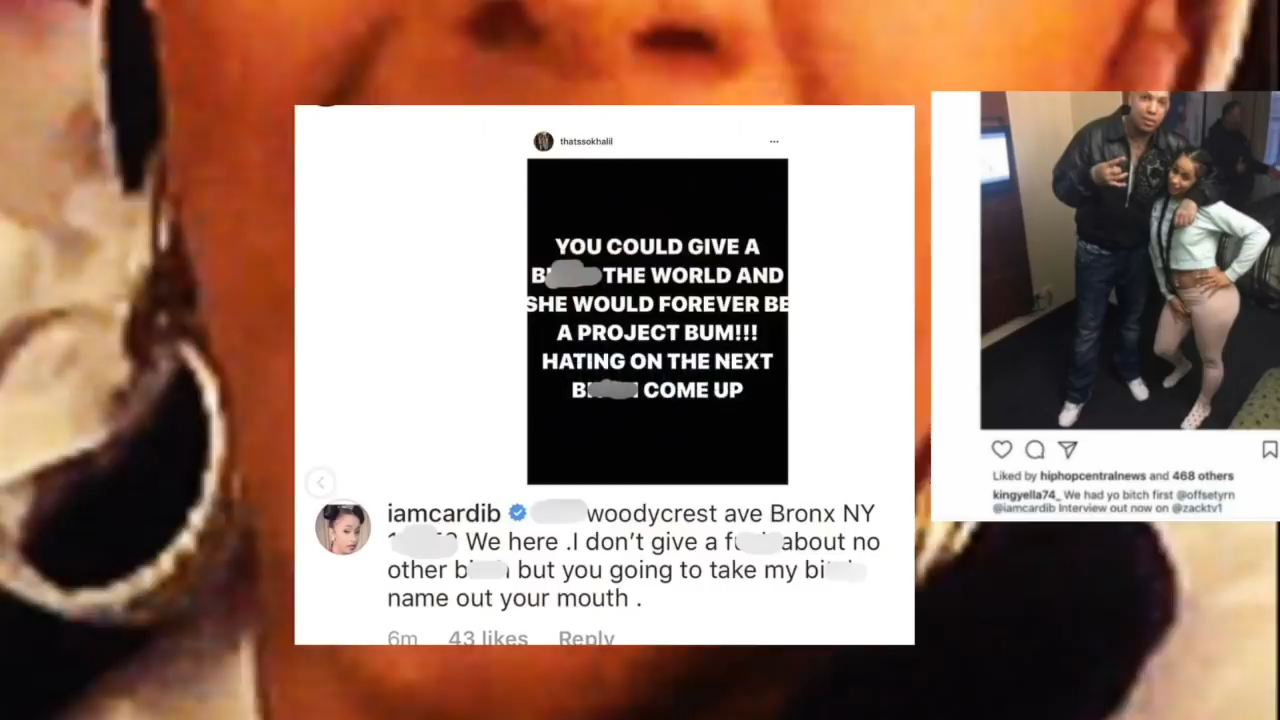 thatssokhalil
YOU COULD GIVE A
THE WORLD AND
SHE WOULD FOREVER BE
A PROJECT BUM!!!
HATING ON THE NEXT
COME UP
iamcardib woodycrest ave Bronx NY
We here .I don’t give a about no
other but you going to take my
name out your mouth .
6m 43 likes Reply
Liked by hiphopcentralnews and 468 others
kingyella74_ We had yo bitch first @offsetyrn
@iamcardib Interview out now on @zacktv1